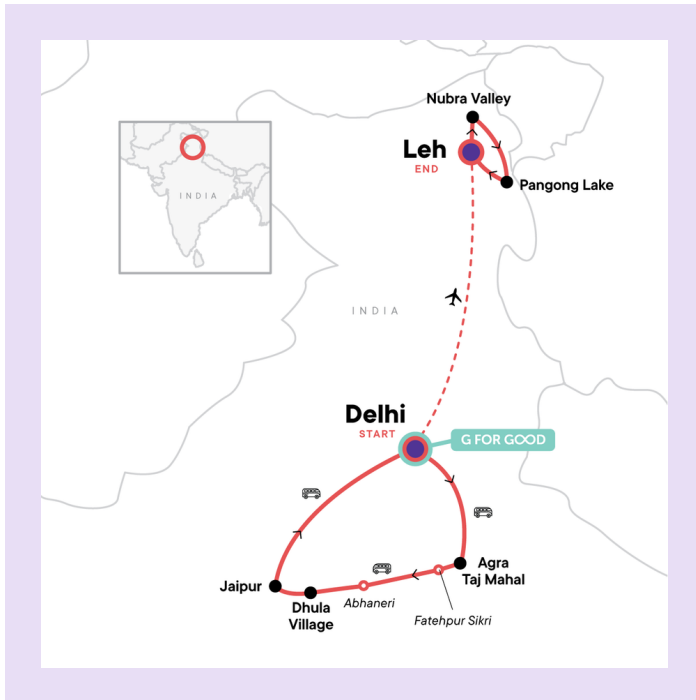 Nubra Valley
Leh
END
Pangong Lake
INDIA
INDIA
Delhi
START
G FOR GOOD
Agra
Taj Mahal
Jaipur
Dhula
Village
Abhaneri
Fatehpur Sikri